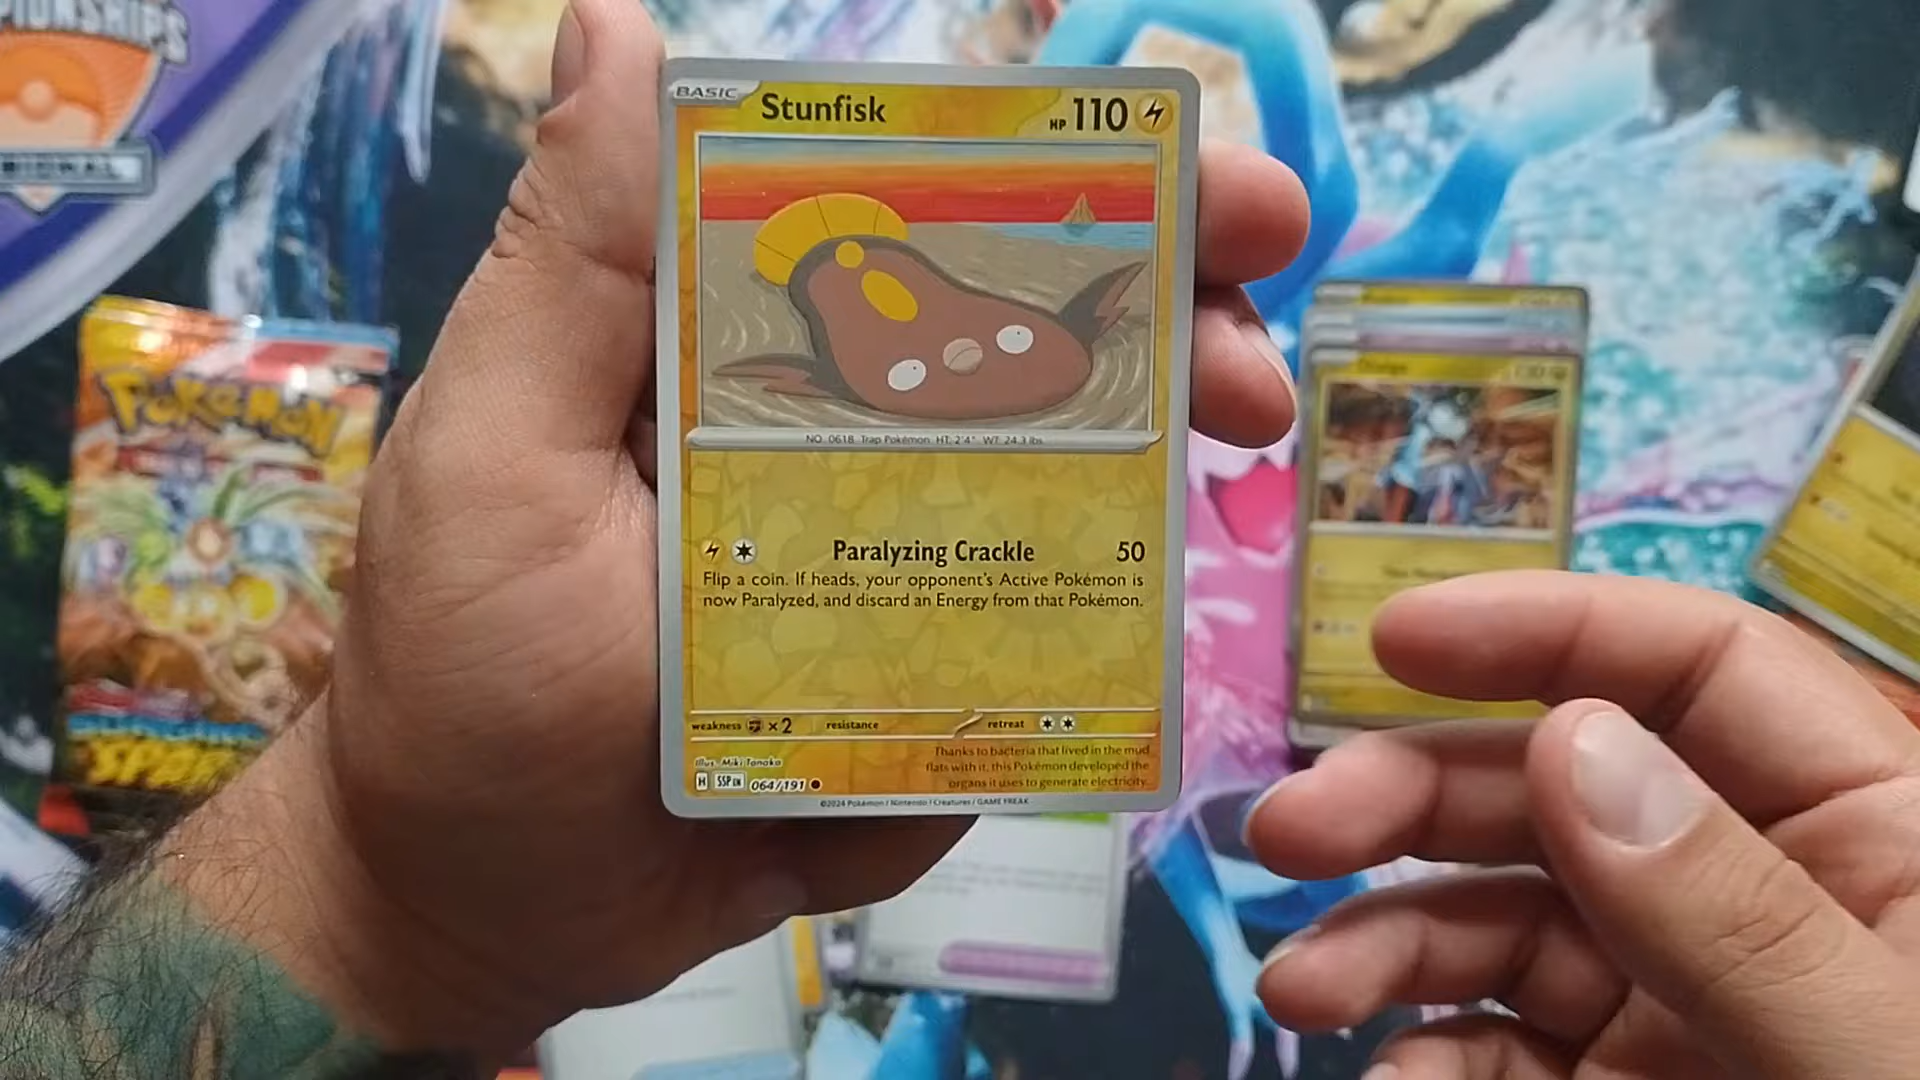 BASIC
Stunfisk
HP 110
NO. 0618 Trap Pokémon HT: 2'4" WT: 24.3 lbs.
Paralyzing Crackle 50
Flip a coin. If heads, your opponent's Active Pokémon is
now Paralyzed, and discard an Energy from that Pokémon.
weakness ×2 resistance retreat
Illus. Miki Tanaka
H SSP EN 064/191
Thanks to bacteria that lived in the mud
flats with it, this Pokémon developed the
organs it uses to generate electricity.
©2024 Pokémon / Nintendo / Creatures / GAME FREAK
POKéMON